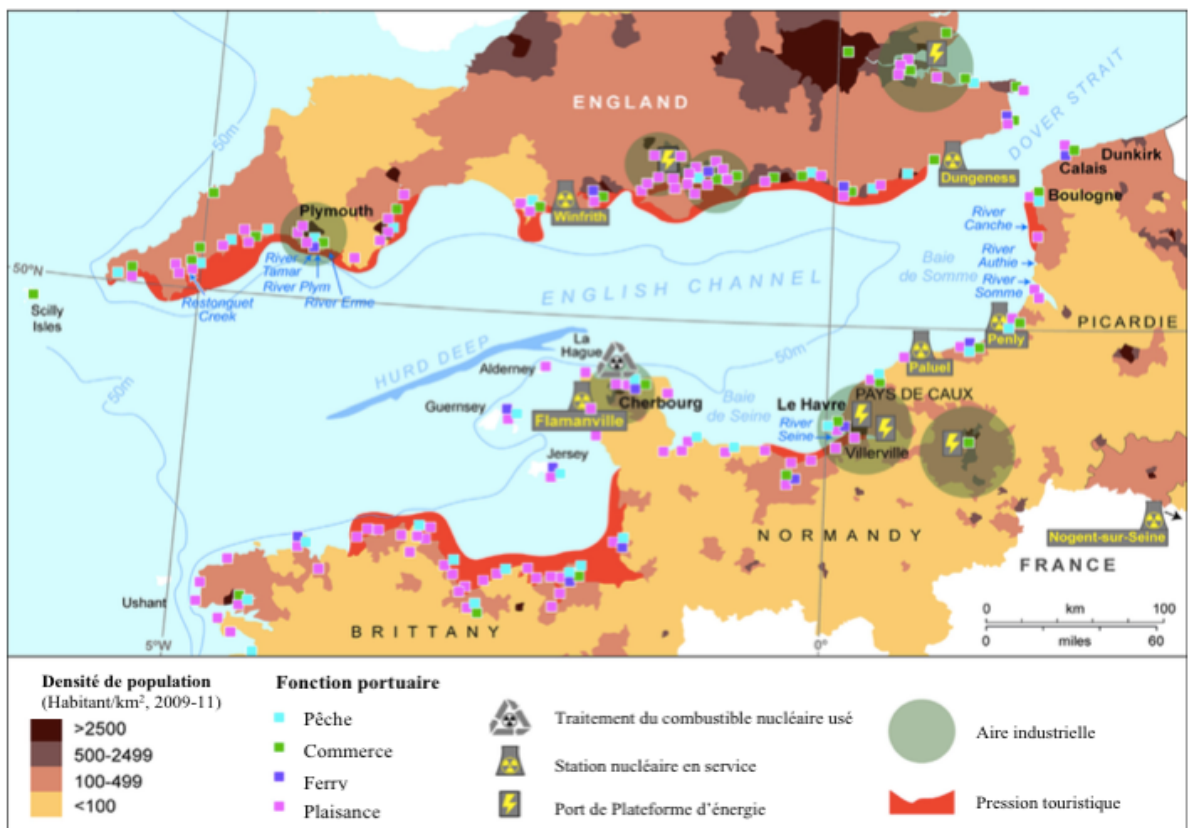 50m
ENGLAND
DOVER STRAIT
Plymouth
Winfrith
Dungeness
Dunkirk
Calais
Boulogne
River
Canche
River
Authie
River
Somme
Baie
de Somme
River
Tamar
River Plym
River Erme
Restonguet
Creek
50°N
Scilly
Isles
ENGLISH CHANNEL
50m
PICARDIE
Penly
Paluel
50m
HURD DEEP
La
Hague
Alderney
Guernsey
Flamanville
Cherbourg
Baie
de Seine
Le Havre
PAYS DE CAUX
River
Seine
Villerville
Jersey
NORMANDY
Nogent-sur-Seine
FRANCE
Ushant
BRITTANY
5°W
0°
0 km 100
0 miles 60
Densité de population
(Habitant/km², 2009-11)
>2500
500-2499
100-499
<100
Fonction portuaire
Pêche
Commerce
Ferry
Plaisance
Traitement du combustible nucléaire usé
Station nucléaire en service
Port de Plateforme d’énergie
Aire industrielle
Pression touristique